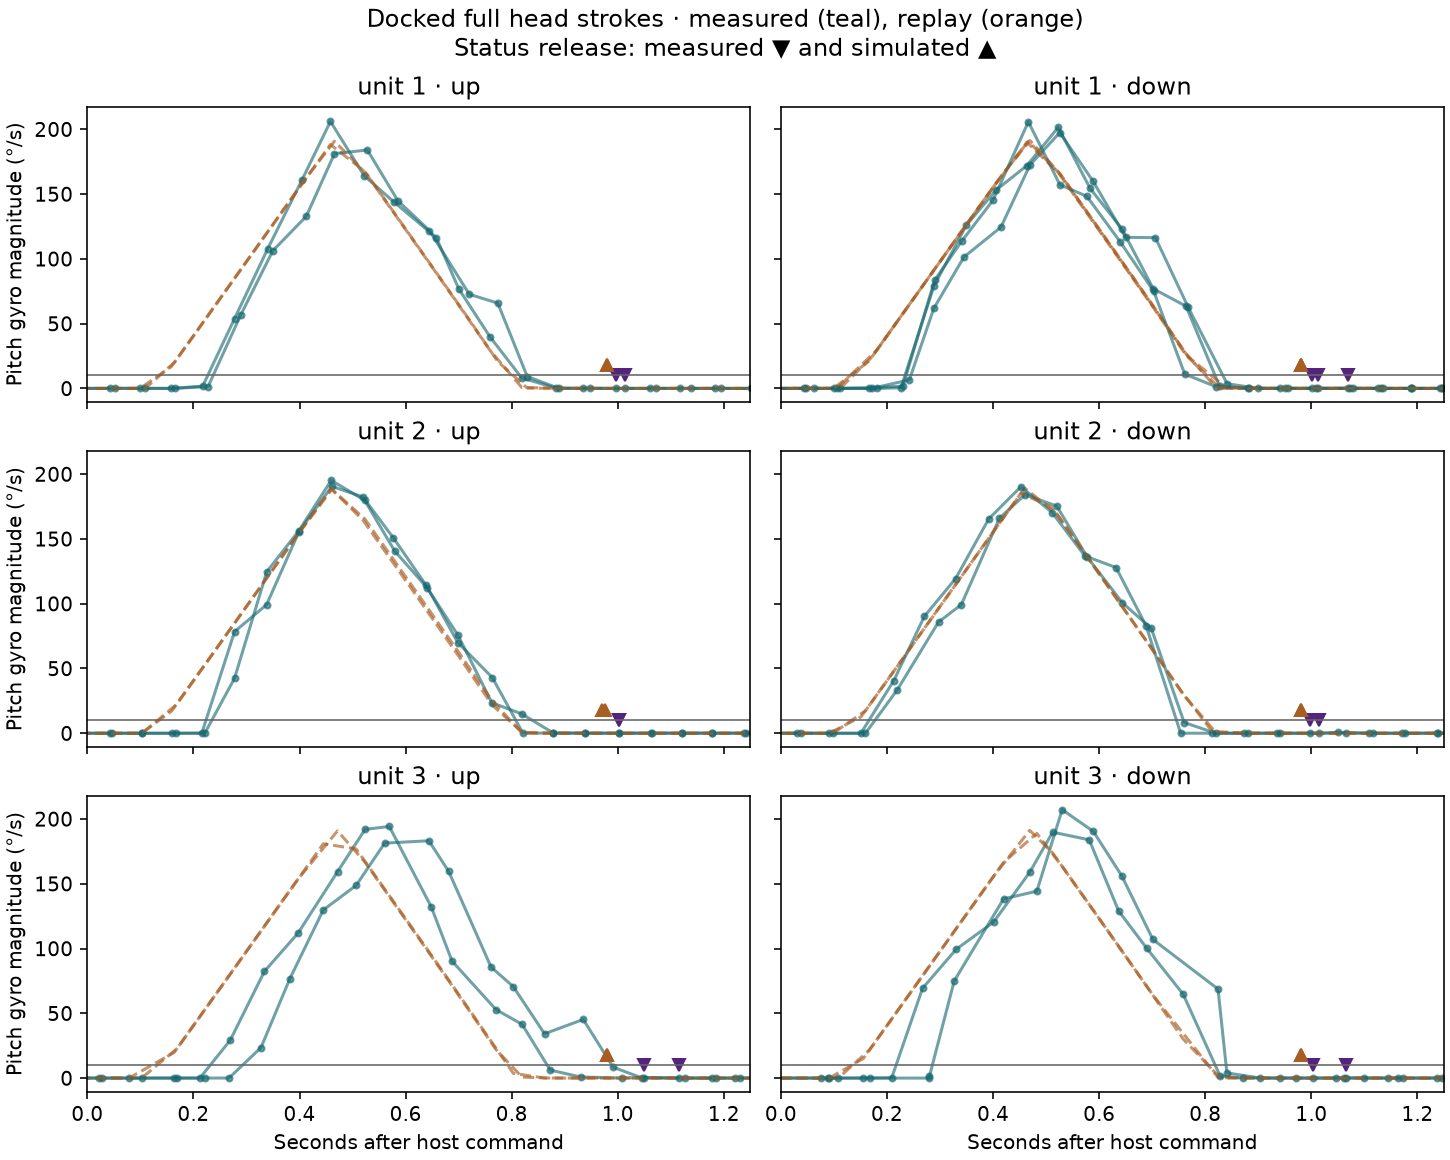 Docked full head strokes · measured (teal), replay (orange)
Status release: measured ▼ and simulated ▲
unit 1 · up
unit 1 · down
Pitch gyro magnitude (°/s)
200
150
100
50
0
unit 2 · up
unit 2 · down
Pitch gyro magnitude (°/s)
200
150
100
50
0
unit 3 · up
unit 3 · down
Pitch gyro magnitude (°/s)
200
150
100
50
0
0.0 0.2 0.4 0.6 0.8 1.0 1.2
0.0 0.2 0.4 0.6 0.8 1.0 1.2
Seconds after host command
Seconds after host command